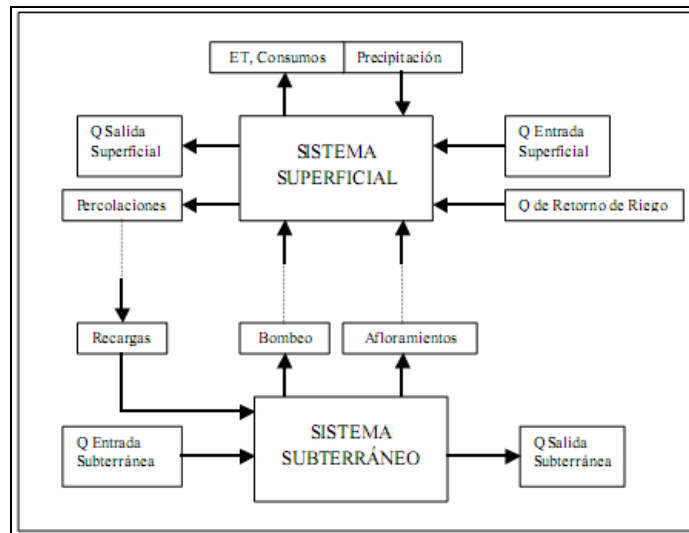 ET, Consumos
Precipitación
Q Salida
Superficial
SISTEMA
SUPERFICIAL
Q Entrada
Superficial
Percolaciones
Q de Retorno de Riego
Recargas
Bombeo
Afloramientos
Q Entrada
Subterránea
SISTEMA
SUBTERRÁNEO
Q Salida
Subterránea